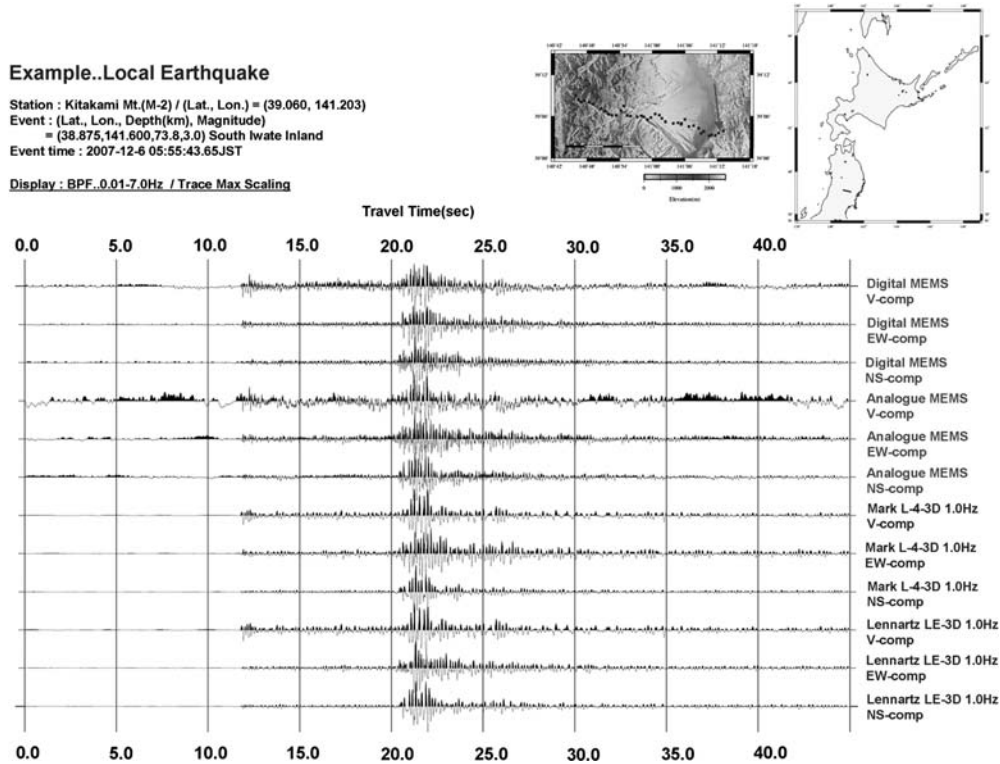 Example..Local Earthquake
Station : Kitakami Mt.(M-2) / (Lat., Lon.) = (39.060, 141.203)
Event : (Lat., Lon., Depth(km), Magnitude)
= (38.875,141.600,73.8,3.0) South Iwate Inland
Event time : 2007-12-6 05:55:43.65JST
Display : BPF..0.01-7.0Hz / Trace Max Scaling
0 1000 2000
Elevation(m)
Travel Time(sec)
0.0 5.0 10.0 15.0 20.0 25.0 30.0 35.0 40.0
Digital MEMS
V-comp
Digital MEMS
EW-comp
Digital MEMS
NS-comp
Analogue MEMS
V-comp
Analogue MEMS
EW-comp
Analogue MEMS
NS-comp
Mark L-4-3D 1.0Hz
V-comp
Mark L-4-3D 1.0Hz
EW-comp
Mark L-4-3D 1.0Hz
NS-comp
Lennartz LE-3D 1.0Hz
V-comp
Lennartz LE-3D 1.0Hz
EW-comp
Lennartz LE-3D 1.0Hz
NS-comp
0.0 5.0 10.0 15.0 20.0 25.0 30.0 35.0 40.0